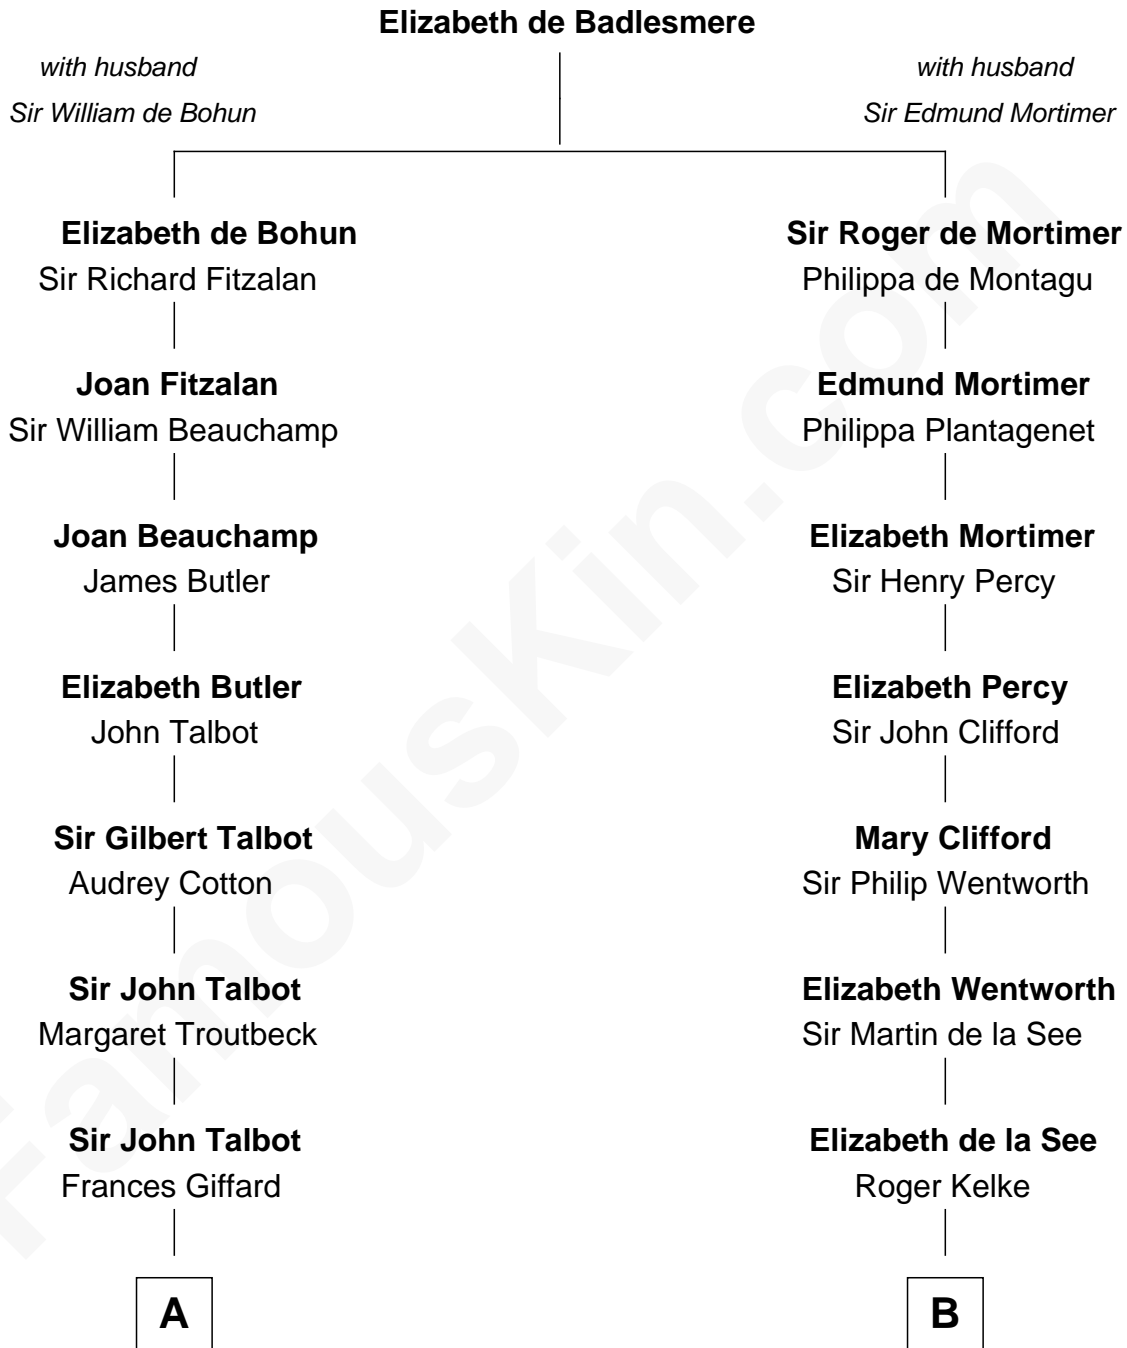 Elizabeth de Badlesmere
with husband
Sir William de Bohun
with husband
Sir Edmund Mortimer
Elizabeth de Bohun
Sir Richard Fitzalan
Sir Roger de Mortimer
Philippa de Montagu
Joan Fitzalan
Sir William Beauchamp
Edmund Mortimer
Philippa Plantagenet
Joan Beauchamp
James Butler
Elizabeth Mortimer
Sir Henry Percy
Elizabeth Butler
John Talbot
Elizabeth Percy
Sir John Clifford
Sir Gilbert Talbot
Audrey Cotton
Mary Clifford
Sir Philip Wentworth
Sir John Talbot
Margaret Troutbeck
Elizabeth Wentworth
Sir Martin de la See
Sir John Talbot
Frances Giffard
Elizabeth de la See
Roger Kelke
A
B
FamousKin.com